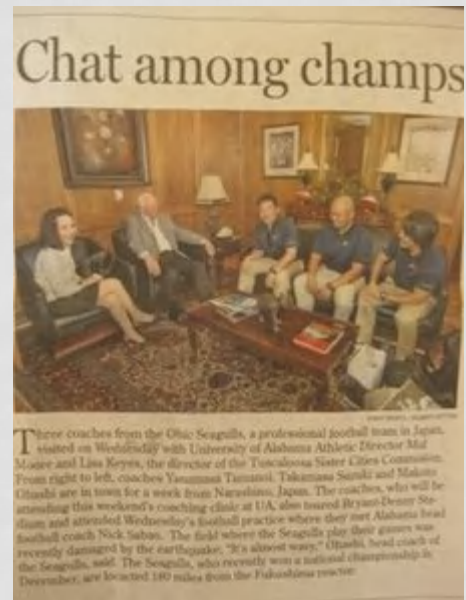 Chat among champs
Three coaches from the Obic Seagulls, a professional football team in Japan,
visited on Wednesday with University of Alabama Athletic Director Mal
Moore and Lisa Keyes, the director of the Tuscaloosa Sister Cities Commission.
From right to left, coaches Yasumasa Tamanoi, Takamasa Suzuki and Makoto
Ohashi are in town for a week from Narashino, Japan. The coaches, who will be
attending this weekend's coaching clinic at UA, also toured Bryant-Denny Sta-
dium and attended Wednesday's football practice where they met Alabama head
football coach Nick Saban. The field where the Seagulls play their games was
recently damaged by the earthquake. "It's almost wavy," Ohashi, head coach of
the Seagulls, said. The Seagulls, who recently won a national championship in
December, are located 180 miles from the Fukushima reactor.